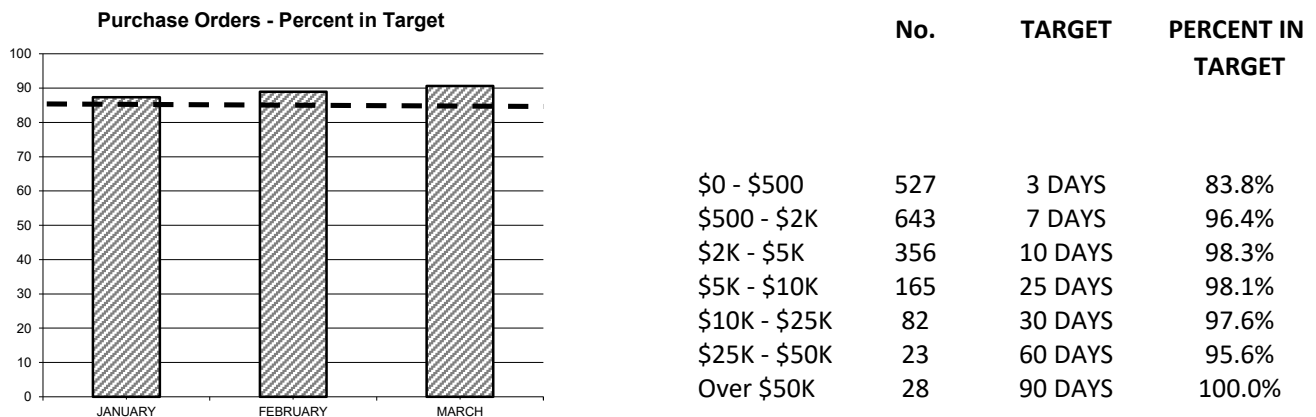 Purchase Orders - Percent in Target
100
90
80
70
60
50
40
30
20
10
0
JANUARY FEBRUARY MARCH
No. TARGET PERCENT IN
TARGET
$0 - $500 527 3 DAYS 83.8%
$500 - $2K 643 7 DAYS 96.4%
$2K - $5K 356 10 DAYS 98.3%
$5K - $10K 165 25 DAYS 98.1%
$10K - $25K 82 30 DAYS 97.6%
$25K - $50K 23 60 DAYS 95.6%
Over $50K 28 90 DAYS 100.0%